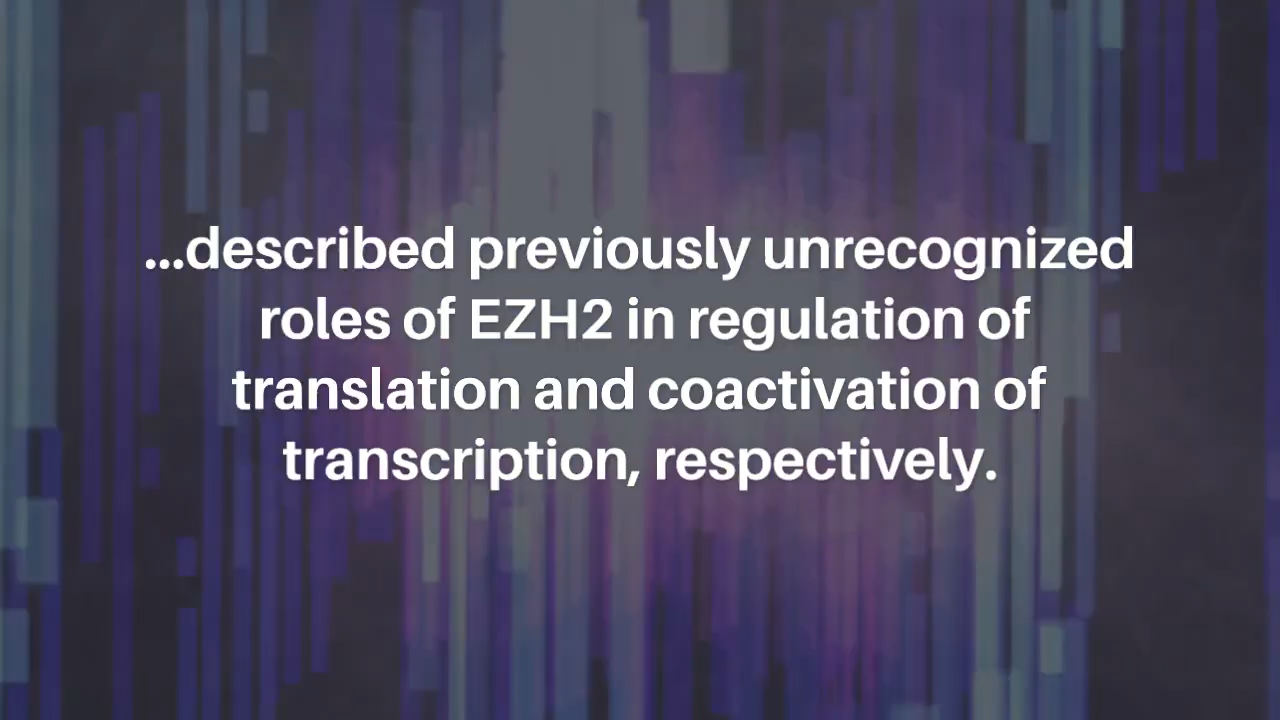 ...described previously unrecognized
roles of EZH2 in regulation of
translation and coactivation of
transcription, respectively.